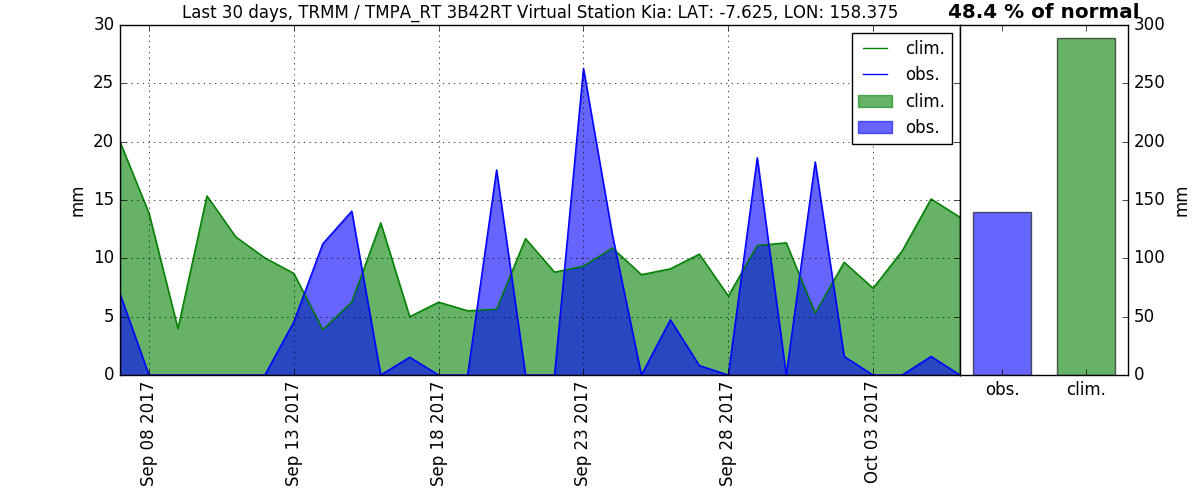 Last 30 days, TRMM / TMPA_RT 3B42RT Virtual Station Kia: LAT: -7.625, LON: 158.375
48.4 % of normal
30
25
20
15
10
5
0
mm
clim.
obs.
clim.
obs.
300
250
200
150
100
50
0
mm
Sep 08 2017
Sep 13 2017
Sep 18 2017
Sep 23 2017
Sep 28 2017
Oct 03 2017
obs.
clim.